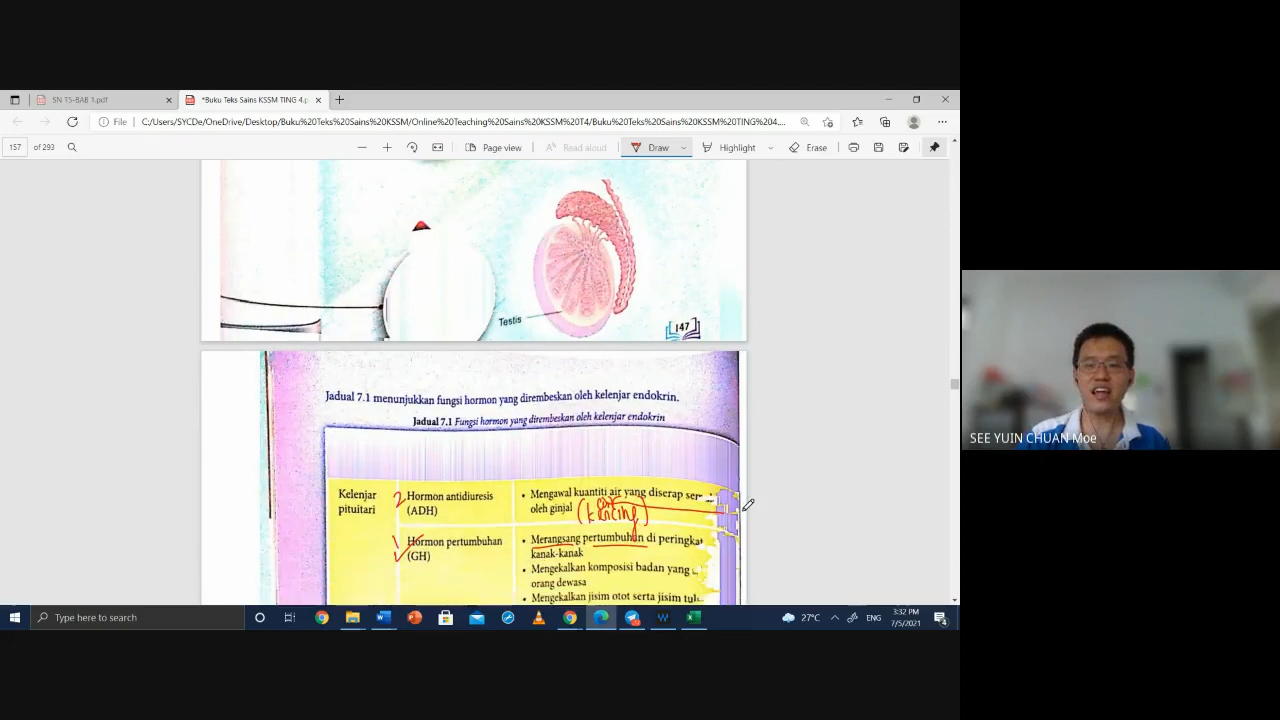 SN T5-BAB 1.pdf
*Buku Teks Sains KSSM TING 4.p
File
C:/Users/SYCDe/OneDrive/Desktop/Buku%20Teks%20Sains%20KSSM/Online%20Teaching%20Sains%20KSSM%20T4/Buku%20Teks%20Sains%20KSSM%20TING%204....
157 of 293
Page view
Read aloud
Draw
Highlight
Erase
Testis
147
Jadual 7.1 menunjukkan fungsi hormon yang dirembeskan oleh kelenjar endokrin.
Jadual 7.1 Fungsi hormon yang dirembeskan oleh kelenjar endokrin
Kelenjar
pituitari
2 Hormon antidiuresis
(ADH)
• Mengawal kuantiti air yang diserap
oleh ginjal (kencing)
1 Hormon pertumbuhan
(GH)
• Merangsang pertumbuhan di peringka
kanak-kanak
• Mengekalkan komposisi badan yang
orang dewasa
• Mengekalkan jisim otot serta jisim
SEE YUIN CHUAN Moe
Type here to search
27°C
ENG
3:32 PM
7/5/2021
4